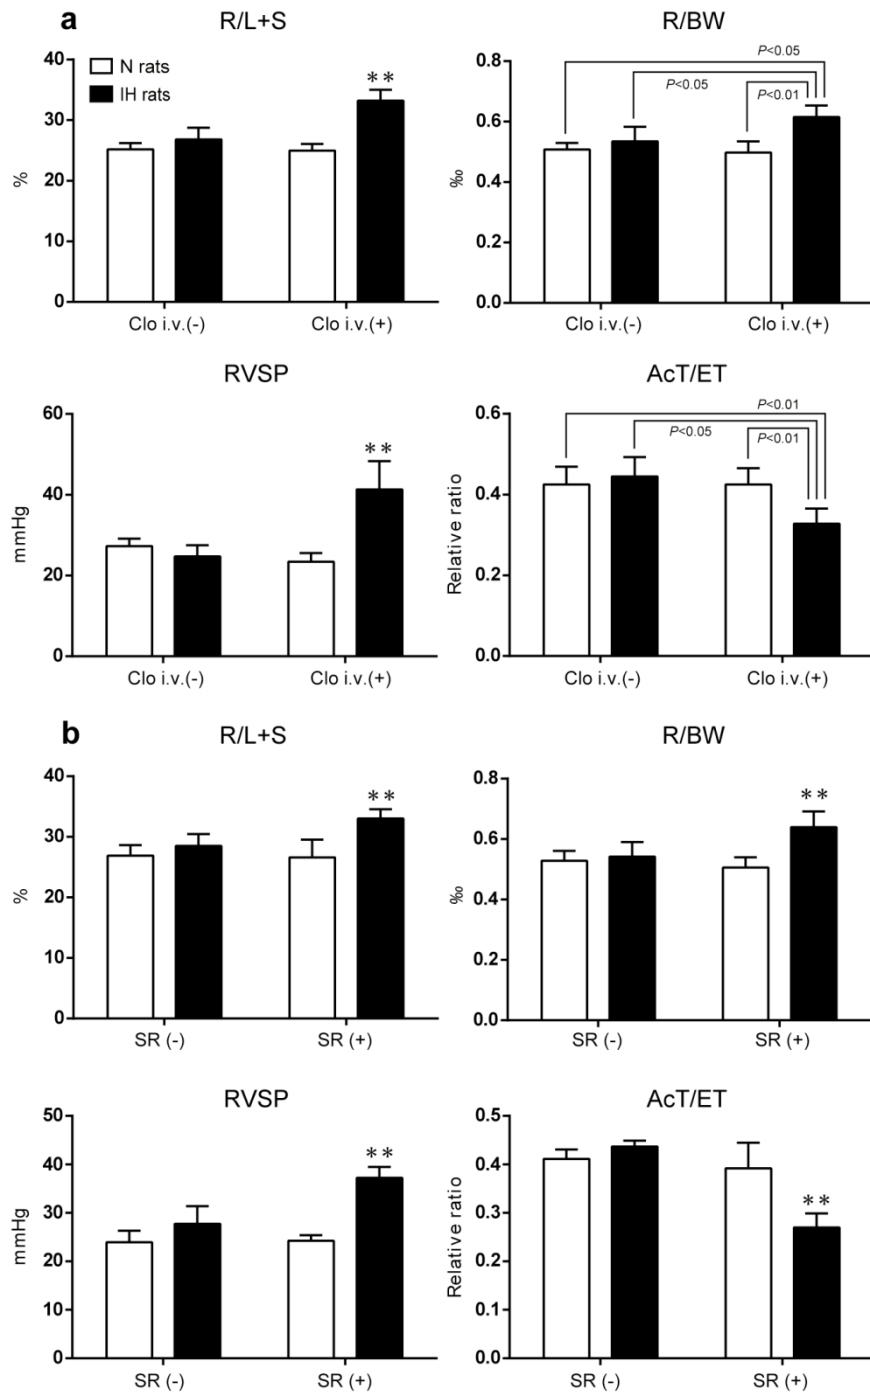 a
R/L+S
R/BW
40
30
20
10
0
%
N rats
IH rats
**
Clo i.v.(-)
Clo i.v.(+)
0.8
0.6
0.4
0.2
0.0
‰
P<0.05
P<0.05
P<0.01
Clo i.v.(-)
Clo i.v.(+)
RVSP
AcT/ET
60
40
20
0
mmHg
**
Clo i.v.(-)
Clo i.v.(+)
0.6
0.4
0.2
0.0
Relative ratio
P<0.01
P<0.05
P<0.01
Clo i.v.(-)
Clo i.v.(+)
b
R/L+S
R/BW
40
30
20
10
0
%
**
SR (-)
SR (+)
0.8
0.6
0.4
0.2
0.0
‰
**
SR (-)
SR (+)
RVSP
AcT/ET
50
40
30
20
10
0
mmHg
**
SR (-)
SR (+)
0.5
0.4
0.3
0.2
0.1
0.0
Relative ratio
**
SR (-)
SR (+)